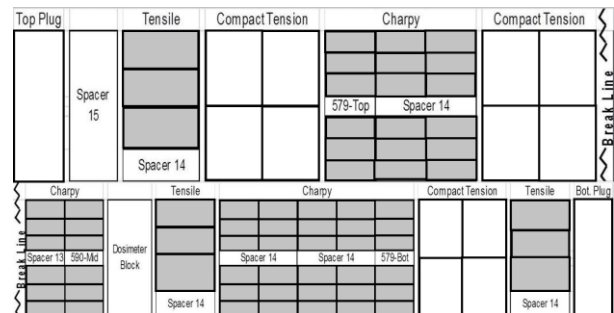 Top Plug Tensile Compact Tension Charpy Compact Tension
Spacer
15
579-Top Spacer 14
Spacer 14
Break Line
Charpy Tensile Charpy Compact Tension Tensile Bot. Plug
Spacer 13 590-Mid Dosimeter
Block
Spacer 14 Spacer 14 579-Bot
Spacer 14 Spacer 14
Break Line